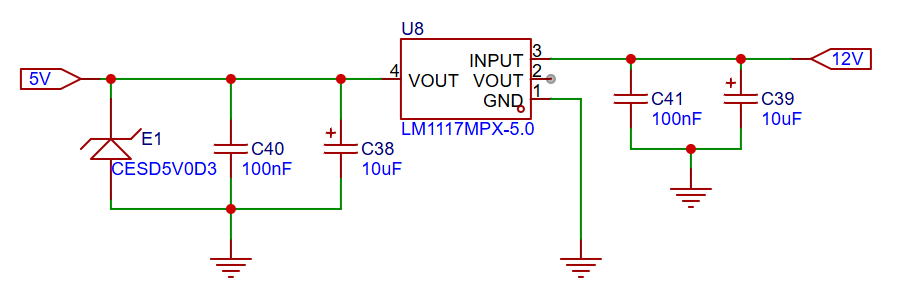 U8
5V
4
VOUT
INPUT
3
VOUT
2
GND
1
LM1117MPX-5.0
12V
E1
CESD5V0D3
+
C40
100nF
+
C38
10uF
C41
100nF
+
C39
10uF